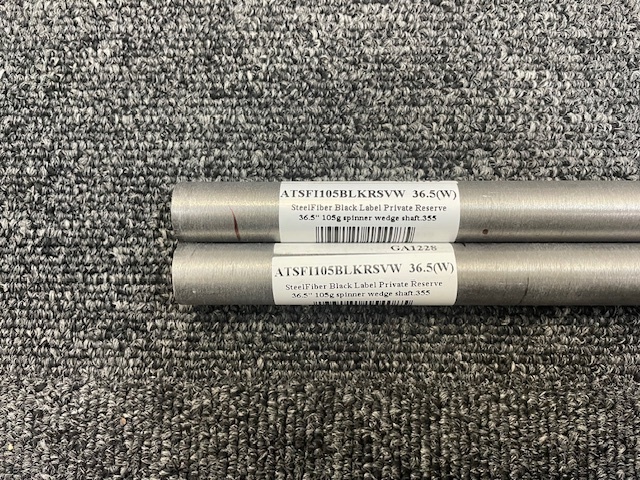 ATSFI105BLKRSVW 36.5(W)
SteelFiber Black Label Private Reserve
36.5" 105g spinner wedge shaft.355
GA1228
ATSFI105BLKRSVW 36.5(W)
SteelFiber Black Label Private Reserve
36.5" 105g spinner wedge shaft.355